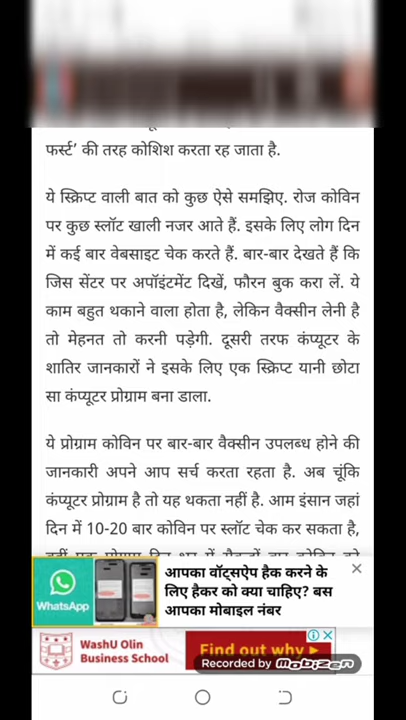 फर्स्ट’ की तरह कोशिश करता रह जाता है.
ये स्क्रिप्ट वाली बात को कुछ ऐसे समझिए. रोज कोविन
पर कुछ स्लॉट खाली नजर आते हैं. इसके लिए लोग दिन
में कई बार वेबसाइट चेक करते हैं. बार-बार देखते हैं कि
जिस सेंटर पर अपॉइंटमेंट दिखें, फौरन बुक करा लें. ये
काम बहुत थकाने वाला होता है, लेकिन वैक्सीन लेनी है
तो मेहनत तो करनी पड़ेगी. दूसरी तरफ कंप्यूटर के
शातिर जानकारों ने इसके लिए एक स्क्रिप्ट यानी छोटा
सा कंप्यूटर प्रोग्राम बना डाला.
ये प्रोग्राम कोविन पर बार-बार वैक्सीन उपलब्ध होने की
जानकारी अपने आप सर्च करता रहता है. अब चूंकि
कंप्यूटर प्रोग्राम है तो यह थकता नहीं है. आम इंसान जहां
दिन में 10-20 बार कोविन पर स्लॉट चेक कर सकता है,
WhatsApp
आपका वॉट्सऐप हैक करने के
लिए हैकर को क्या चाहिए? बस
आपका मोबाइल नंबर
WashU Olin
Business School
Find out why
Recorded by mobizen